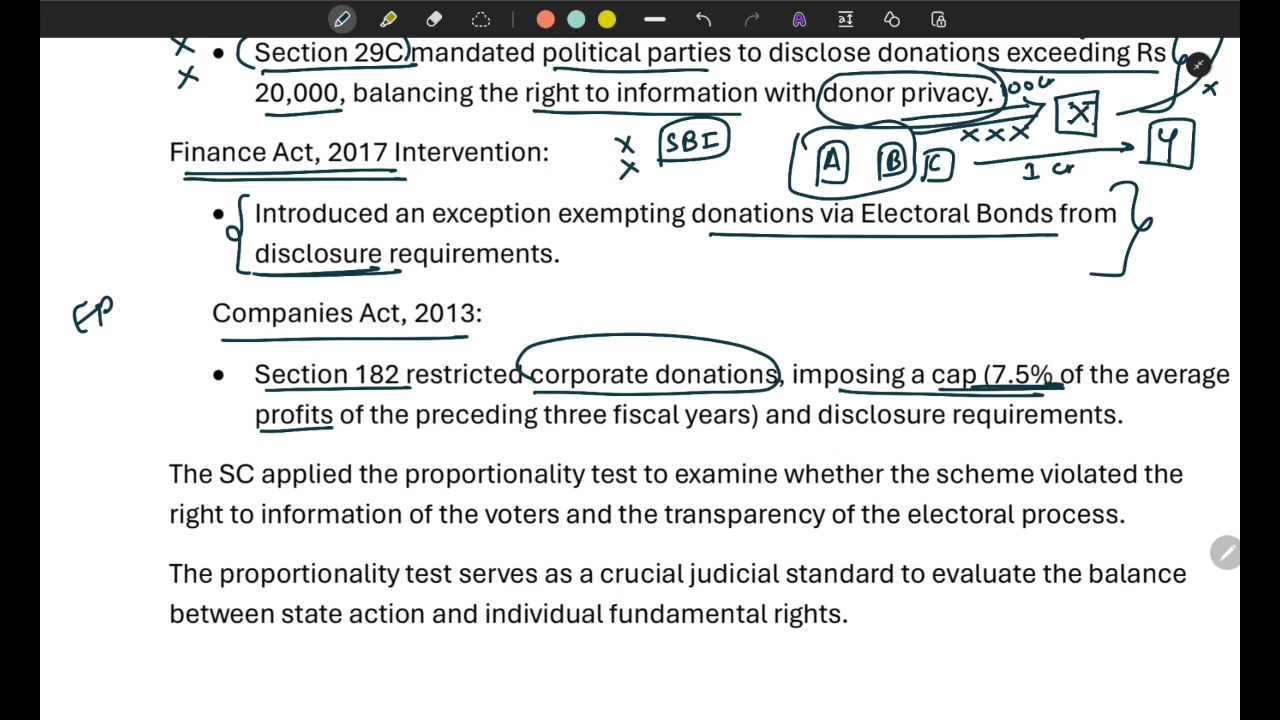 • Section 29C mandated political parties to disclose donations exceeding Rs
20,000, balancing the right to information with donor privacy.
X
X
X
X X X
Y
SBI
A B C
1 cr
Finance Act, 2017 Intervention:
• Introduced an exception exempting donations via Electoral Bonds from
disclosure requirements.
Companies Act, 2013:
• Section 182 restricted corporate donations, imposing a cap (7.5% of the average
profits of the preceding three fiscal years) and disclosure requirements.
The SC applied the proportionality test to examine whether the scheme violated the
right to information of the voters and the transparency of the electoral process.
The proportionality test serves as a crucial judicial standard to evaluate the balance
between state action and individual fundamental rights.